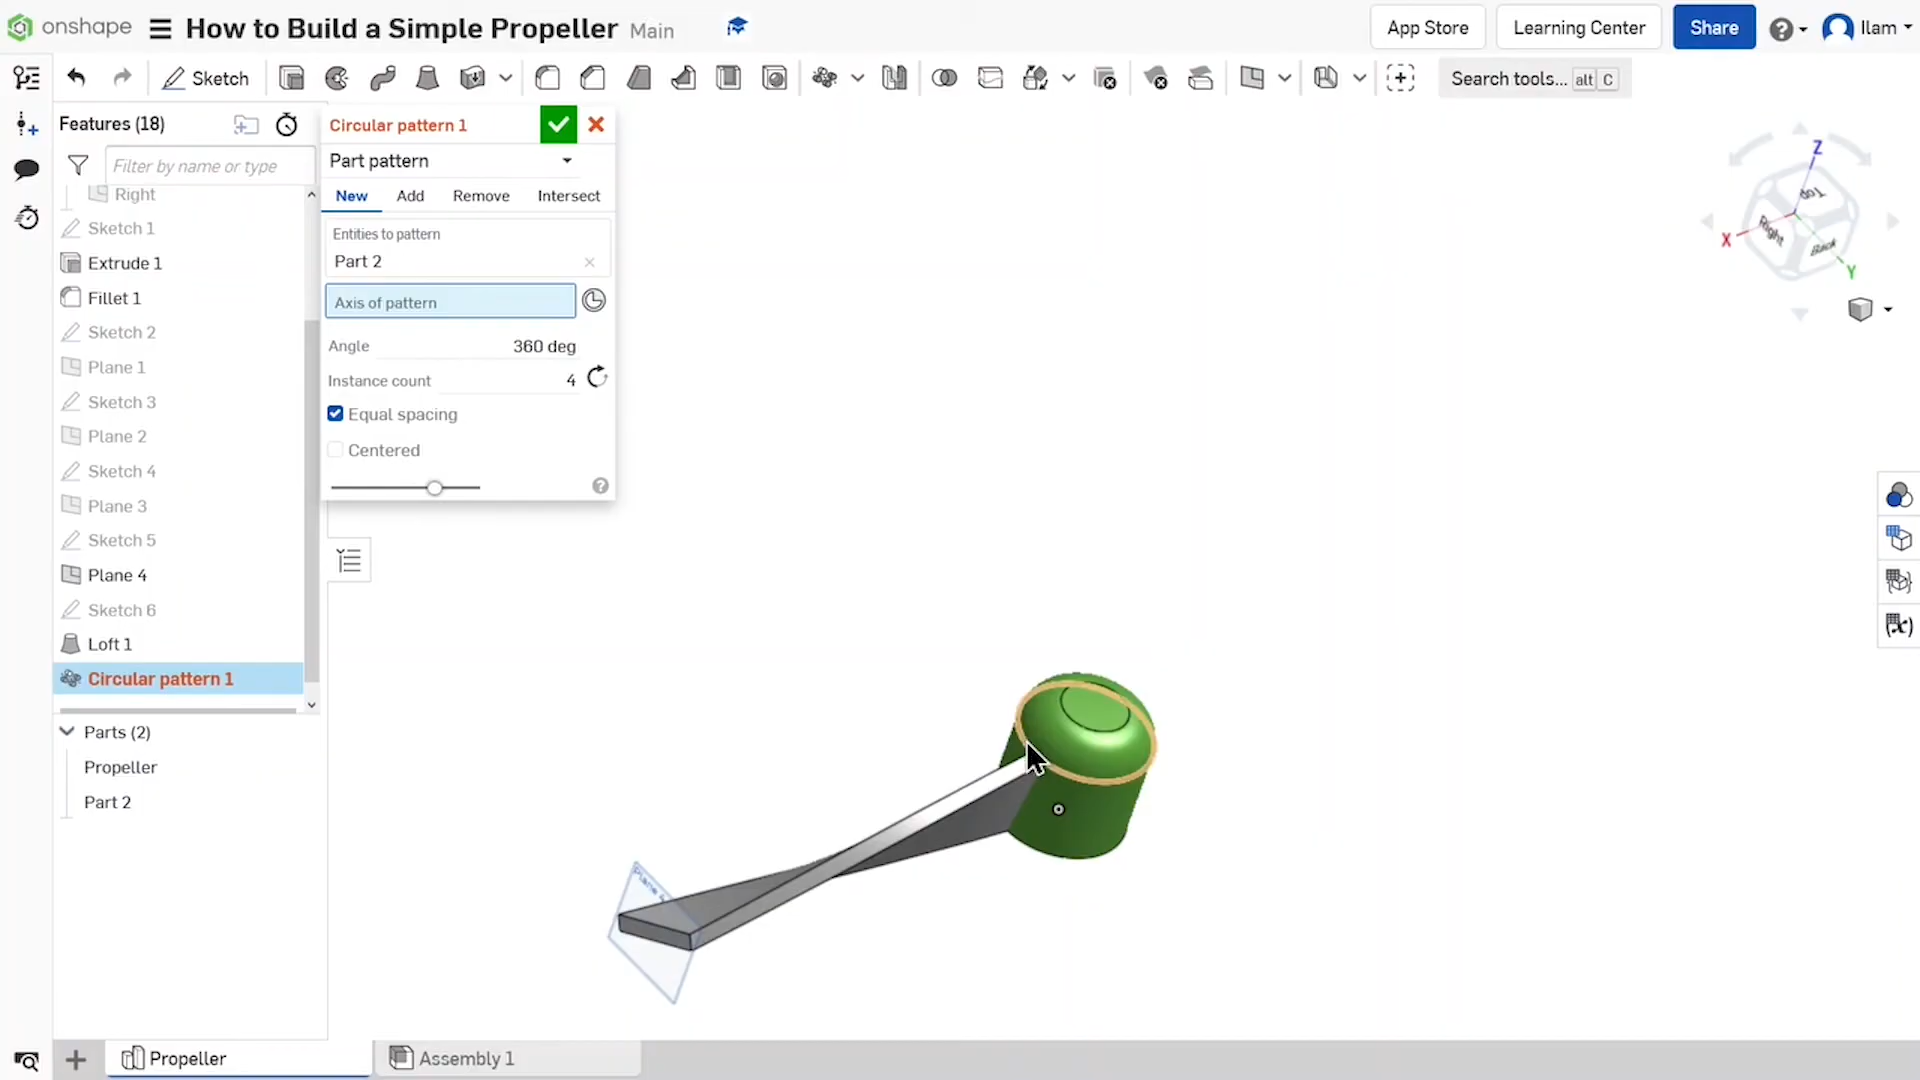 onshape How to Build a Simple Propeller Main App Store Learning Center Share Ilam
Sketch Search tools... alt C
Features (18)
Filter by name or type
Right
Sketch 1
Extrude 1
Fillet 1
Sketch 2
Plane 1
Sketch 3
Plane 2
Sketch 4
Plane 3
Sketch 5
Plane 4
Sketch 6
Loft 1
Circular pattern 1
Parts (2)
Propeller
Part 2
Circular pattern 1
Part pattern
New Add Remove Intersect
Entities to pattern
Part 2
Axis of pattern
Angle 360 deg
Instance count 4
Equal spacing
Centered
Z
Top
Right
Back
X
Y
Propeller Assembly 1